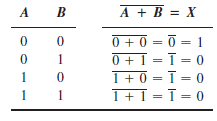 A B A + B = X
0 0 0 + 0 = 0 = 1
0 1 0 + 1 = 1 = 0
1 0 1 + 0 = 1 = 0
1 1 1 + 1 = 1 = 0